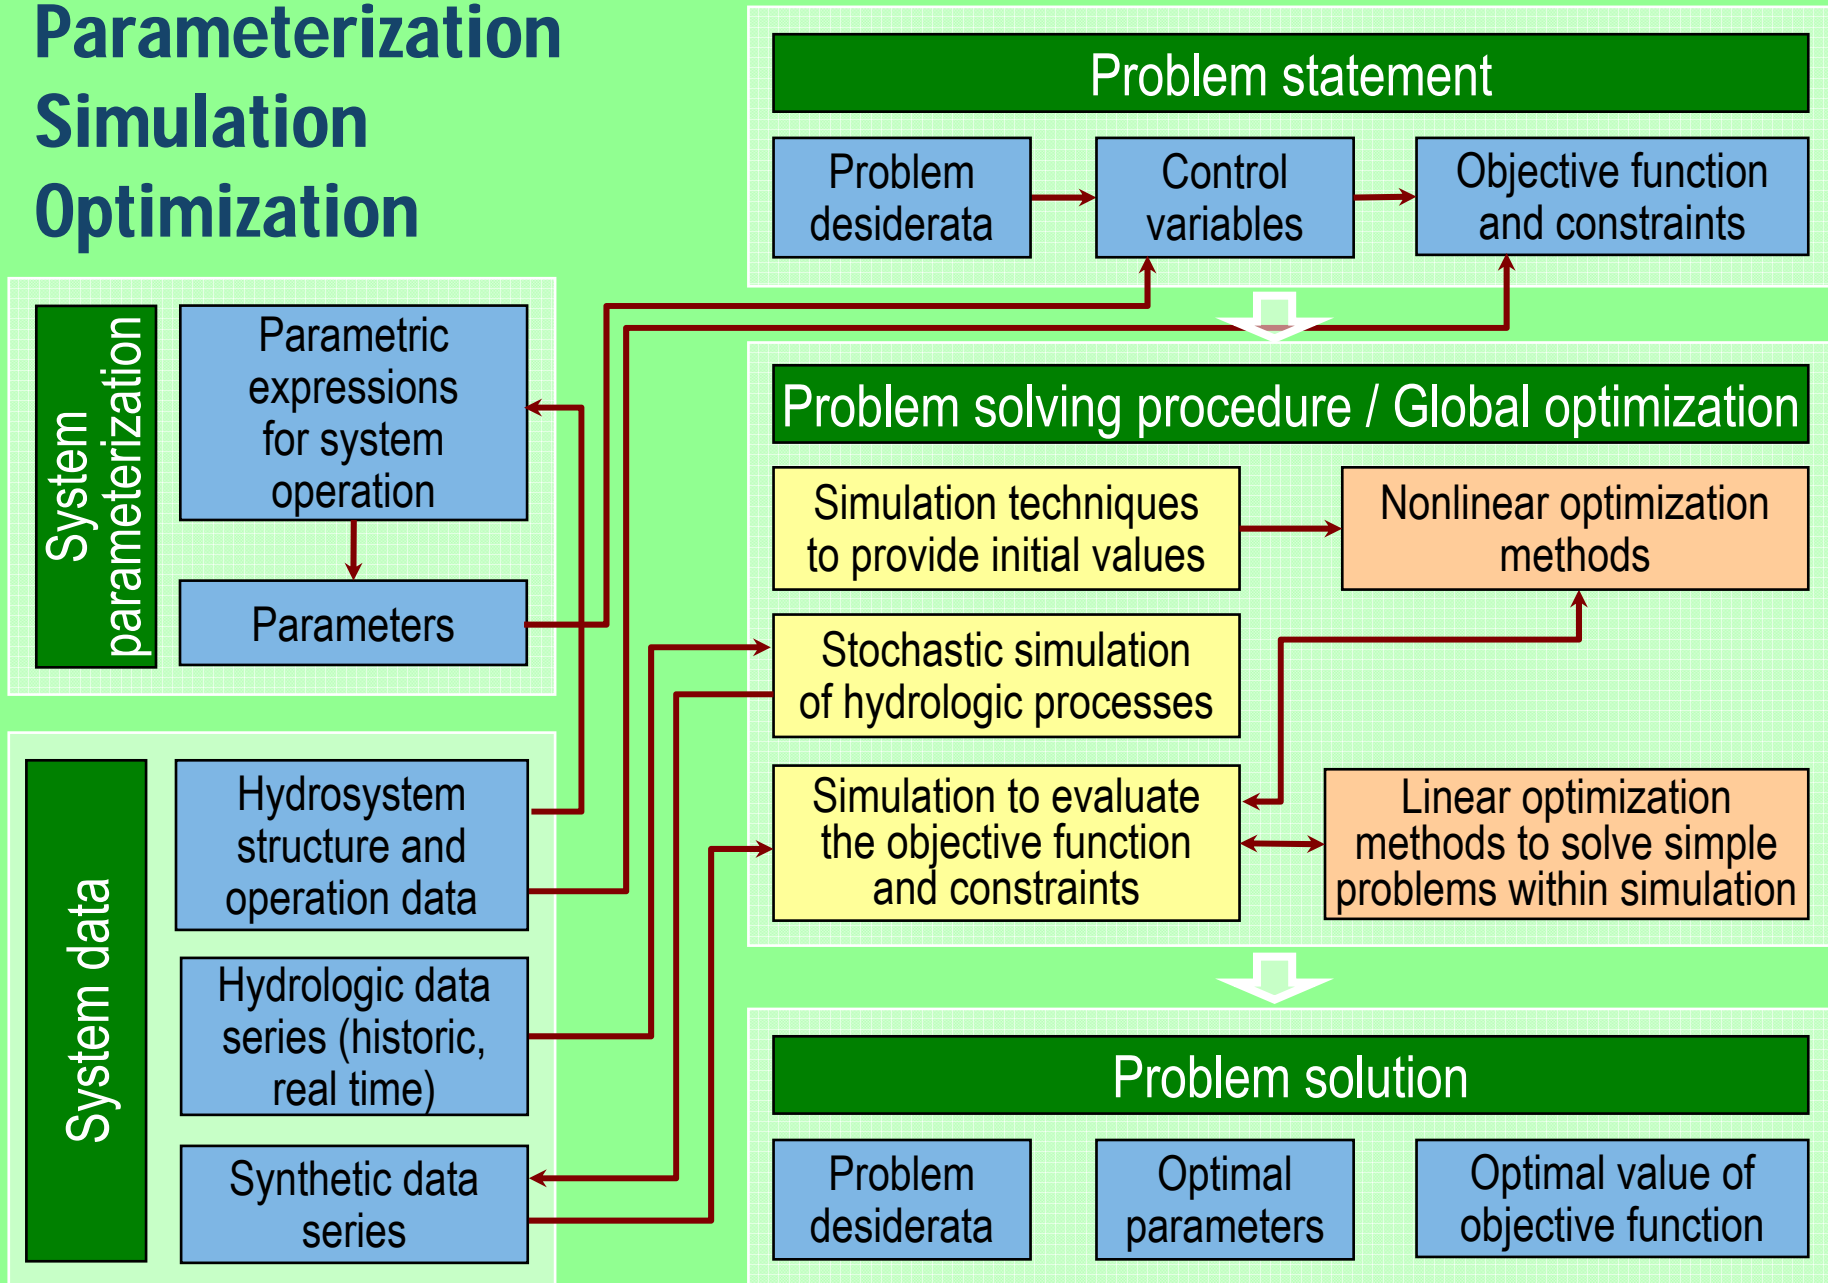 Parameterization
Simulation
Optimization
Problem statement
Problem
desiderata
Control
variables
Objective function
and constraints
System
parameterization
Parametric
expressions
for system
operation
Parameters
Problem solving procedure / Global optimization
Simulation techniques
to provide initial values
Nonlinear optimization
methods
Stochastic simulation
of hydrologic processes
Simulation to evaluate
the objective function
and constraints
Linear optimization
methods to solve simple
problems within simulation
System data
Hydrosystem
structure and
operation data
Hydrologic data
series (historic,
real time)
Synthetic data
series
Problem solution
Problem
desiderata
Optimal
parameters
Optimal value of
objective function